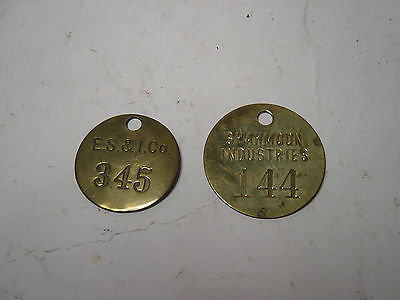 E.S. & I. Co.
345
INDUSTRIES
144